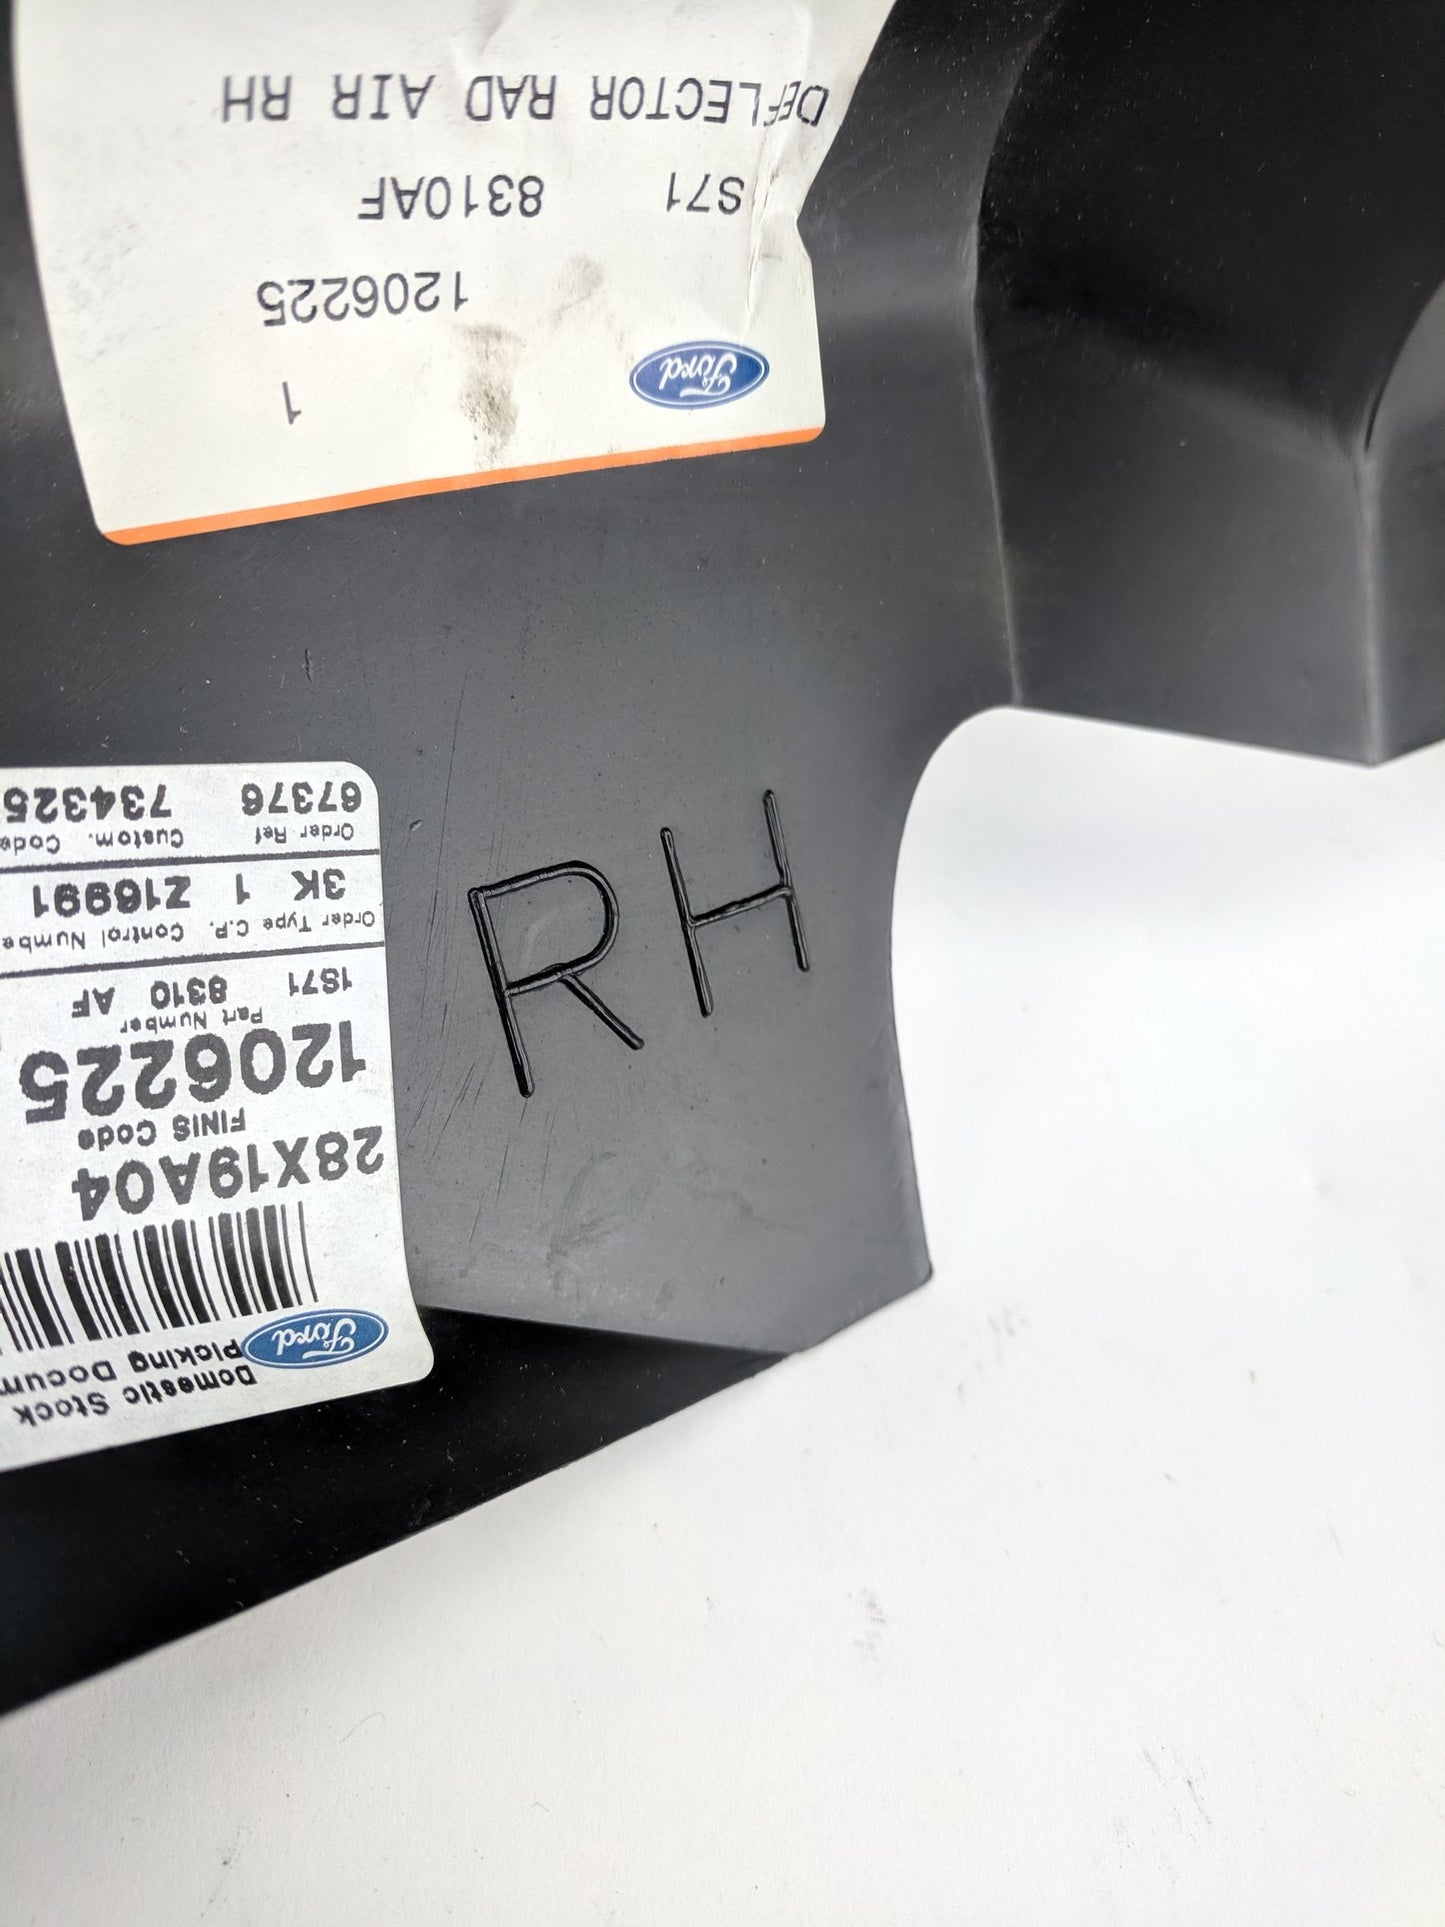 1
Ford
1206225
S71 8310AF
DEFLECTOR RAD AIR RH
RH
Domestic Stock
Picking Docum
Ford
28X19A04
FINIS Code
1206225
Part Number
1S71 8310 AF
Order Type C.P. Control Numbe
3K 1 Z16991
Order Ref Custom. Code
67376 734325